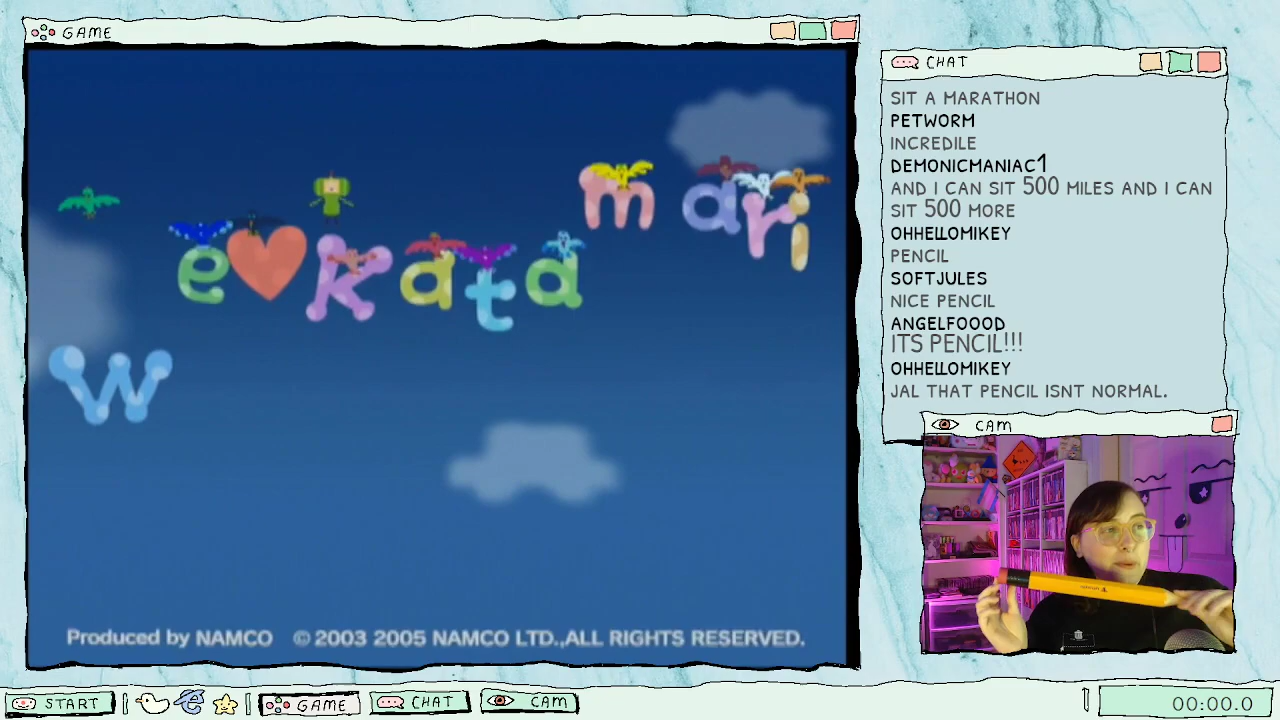 GAME
w e k a t a m a r i
Produced by NAMCO © 2003 2005 NAMCO LTD.,ALL RIGHTS RESERVED.
CHAT
SIT A MARATHON
PETWORM
INCREDILE
DEMONICMANIAC1
AND I CAN SIT 500 MILES AND I CAN
SIT 500 MORE
OHHELLOMIKEY
PENCIL
SOFTJULES
NICE PENCIL
ANGELFOOOD
ITS PENCIL!!!
OHHELLOMIKEY
JAL THAT PENCIL ISNT NORMAL.
CAM
START
GAME
CHAT
CAM
00:00.0